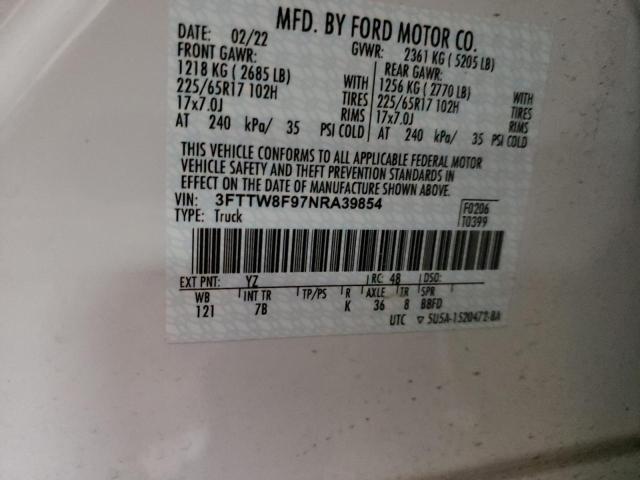 MFD. BY FORD MOTOR CO.
DATE: 02/22 GVWR: 2361 KG ( 5205 LB)
FRONT GAWR: REAR GAWR:
1218 KG ( 2685 LB) WITH 1256 KG ( 2770 LB) WITH
225/65R17 102H TIRES 225/65R17 102H TIRES
17x7.0J RIMS 17x7.0J RIMS
AT 240 kPa/ 35 PSI COLD AT 240 kPa/ 35 PSI COLD
THIS VEHICLE CONFORMS TO ALL APPLICABLE FEDERAL MOTOR
VEHICLE SAFETY AND THEFT PREVENTION STANDARDS IN
EFFECT ON THE DATE OF MANUFACTURE SHOWN ABOVE.
VIN: 3FTTW8F97NRA39854 F0206
TYPE: Truck T0399
EXT PNT: YZ RC: 48 DSO:
WB INT TR TP/PS R AXLE TR SPR
121 7B K 36 8 BBFD
UTC ▽ 5U5A-1520472-BA